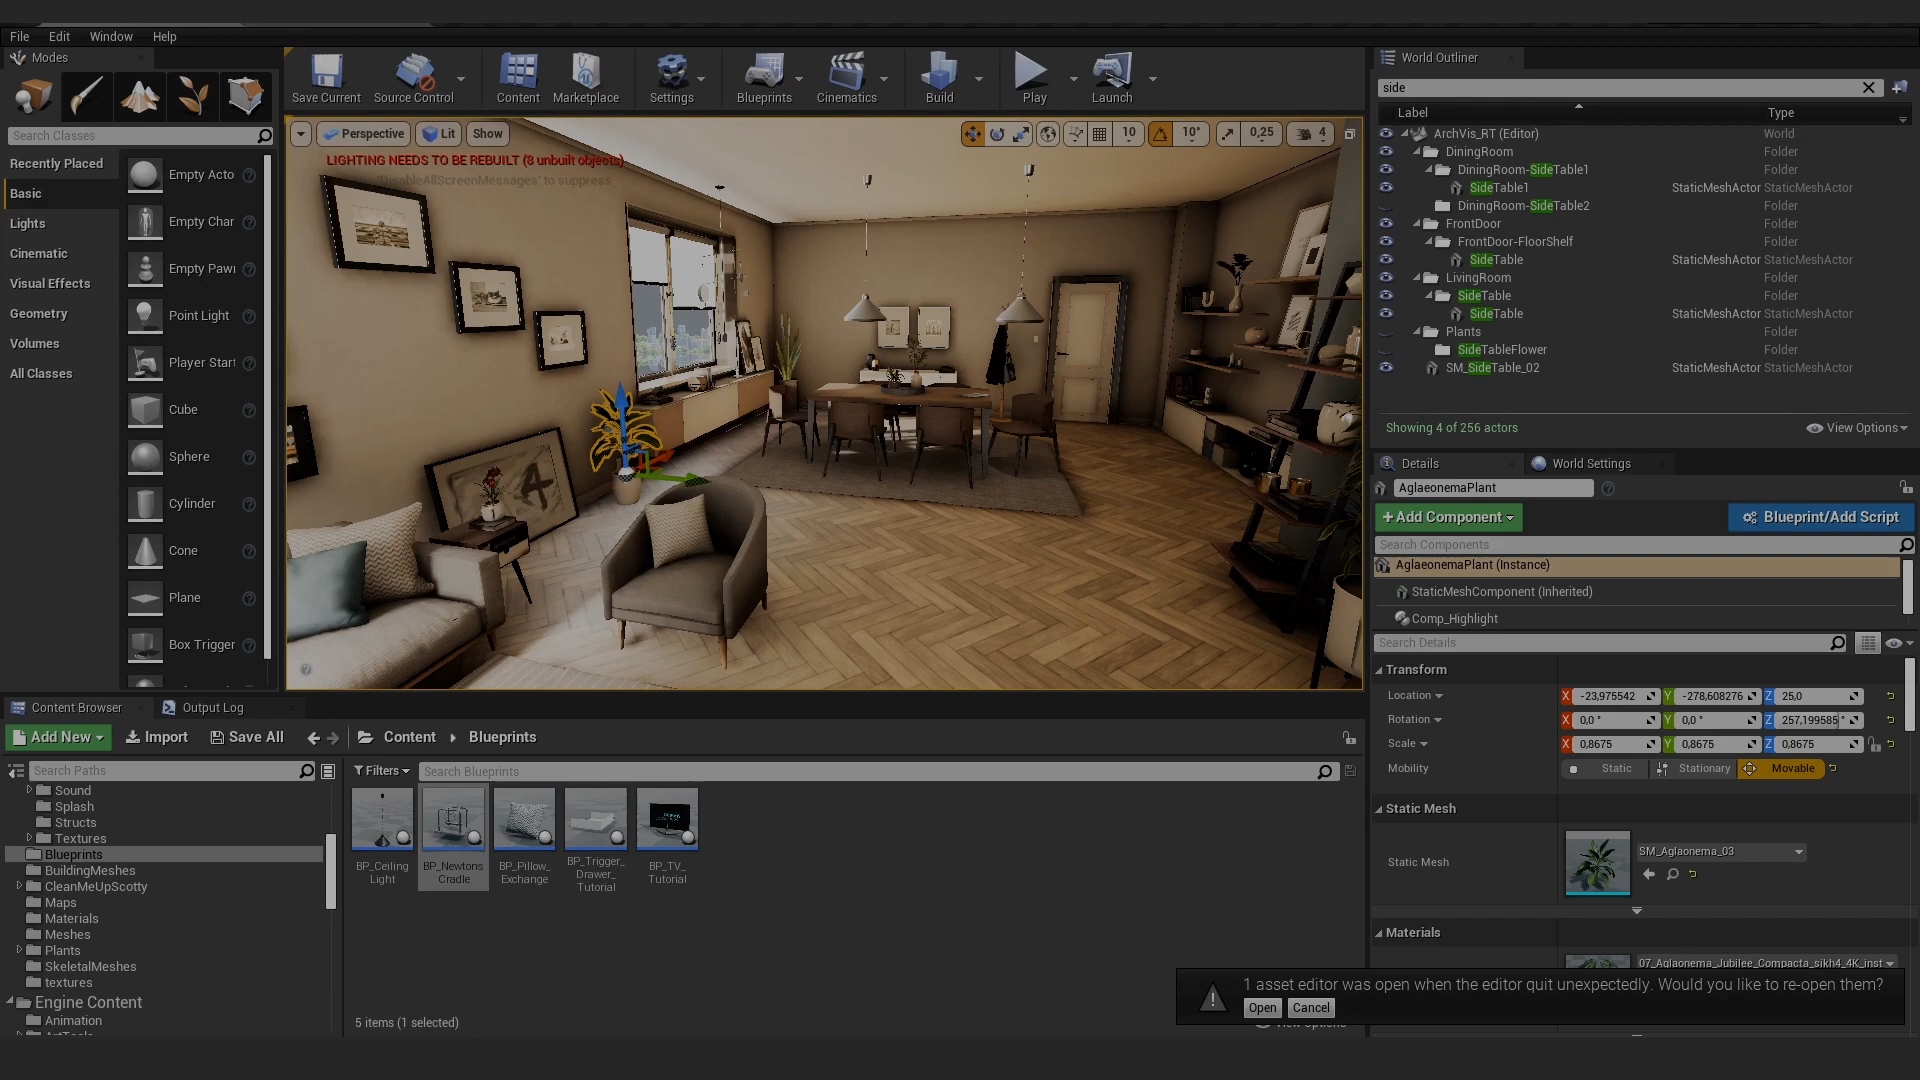 File Edit Window Help
Modes
World Outliner
Save Current
Source Control
Content
Marketplace
Settings
Blueprints
Cinematics
Build
Play
Launch
side
Label
Type
Search Classes
Recently Placed
Basic
Lights
Cinematic
Visual Effects
Geometry
Volumes
All Classes
Empty Acto
Empty Char
Empty Pawn
Point Light
Player Start
Cube
Sphere
Cylinder
Cone
Plane
Box Trigger
Perspective
Lit
Show
10
10°
0,25
4
LIGHTING NEEDS TO BE REBUILT (8 unbuilt objects)
'DisableAllScreenMessages' to suppress
ArchVis_RT (Editor) World
DiningRoom Folder
DiningRoom-SideTable1 Folder
SideTable1 StaticMeshActor StaticMeshActor
DiningRoom-SideTable2 Folder
FrontDoor Folder
FrontDoor-FloorShelf Folder
SideTable StaticMeshActor StaticMeshActor
LivingRoom Folder
SideTable Folder
SideTable StaticMeshActor StaticMeshActor
Plants Folder
SideTableFlower Folder
SM_SideTable_02 StaticMeshActor StaticMeshActor
Showing 4 of 256 actors
View Options
Details
World Settings
AglaeonemaPlant
+Add Component
Blueprint/Add Script
Search Components
AglaeonemaPlant (Instance)
StaticMeshComponent (Inherited)
Comp_Highlight
Search Details
Transform
Location X -23,975542 Y -278,608276 Z 25,0
Rotation X 0,0 ° Y 0,0 ° Z 257,199585 °
Scale X 0,8675 Y 0,8675 Z 0,8675
Mobility Static Stationary Movable
Static Mesh
Static Mesh
SM_Aglaonema_03
Materials
07_Aglaonema_Jubilee_Compacta_sikh4_4K_inst
Content Browser
Output Log
Add New
Import
Save All
Content
Blueprints
Search Paths
Filters
Search Blueprints
Sound
Splash
Structs
Textures
Blueprints
BuildingMeshes
CleanMeUpScotty
Maps
Materials
Meshes
Plants
SkeletalMeshes
textures
Engine Content
Animation
BP_Ceiling
Light
BP_Newtons
Cradle
BP_Pillow_
Exchange
BP_Trigger_
Drawer_
Tutorial
BP_TV_
Tutorial
5 items (1 selected)
View Options
1 asset editor was open when the editor quit unexpectedly. Would you like to re-open them?
Open
Cancel